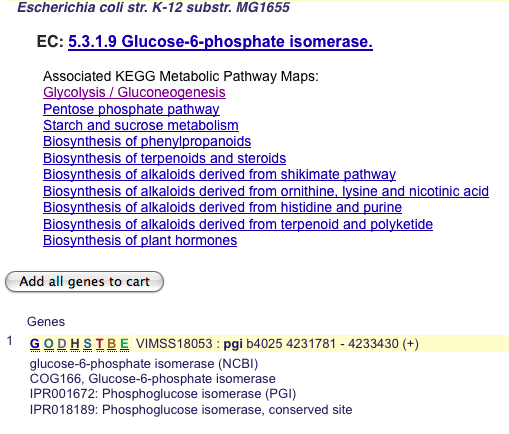 Escherichia coli str. K-12 substr. MG1655
EC: 5.3.1.9 Glucose-6-phosphate isomerase.
Associated KEGG Metabolic Pathway Maps:
Glycolysis / Gluconeogenesis
Pentose phosphate pathway
Starch and sucrose metabolism
Biosynthesis of phenylpropanoids
Biosynthesis of terpenoids and steroids
Biosynthesis of alkaloids derived from shikimate pathway
Biosynthesis of alkaloids derived from ornithine, lysine and nicotinic acid
Biosynthesis of alkaloids derived from histidine and purine
Biosynthesis of alkaloids derived from terpenoid and polyketide
Biosynthesis of plant hormones
Add all genes to cart
Genes
1 G O D H S T B E VIMSS18053 : pgi b4025 4231781 - 4233430 (+)
glucose-6-phosphate isomerase (NCBI)
COG166, Glucose-6-phosphate isomerase
IPR001672: Phosphoglucose isomerase (PGI)
IPR018189: Phosphoglucose isomerase, conserved site